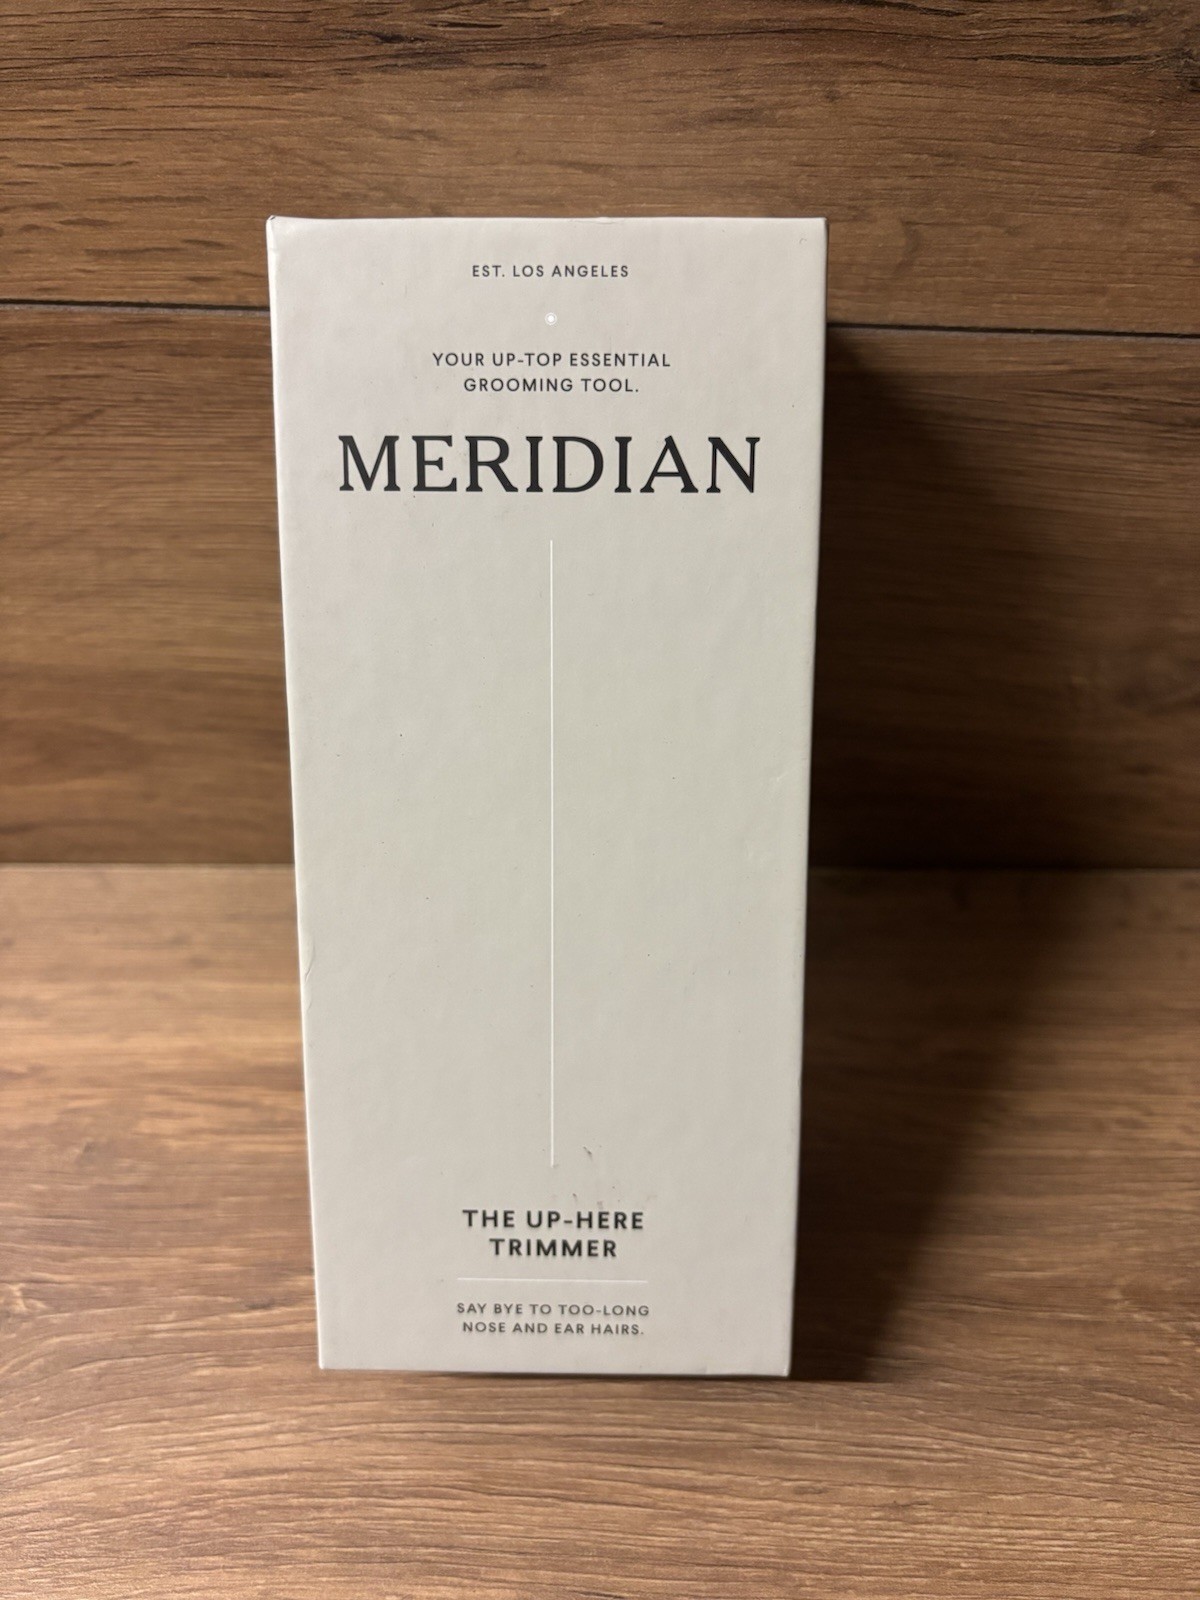 EST. LOS ANGELES
YOUR UP-TOP ESSENTIAL
GROOMING TOOL.
MERIDIAN
THE UP-HERE
TRIMMER
SAY BYE TO TOO-LONG
NOSE AND EAR HAIRS.